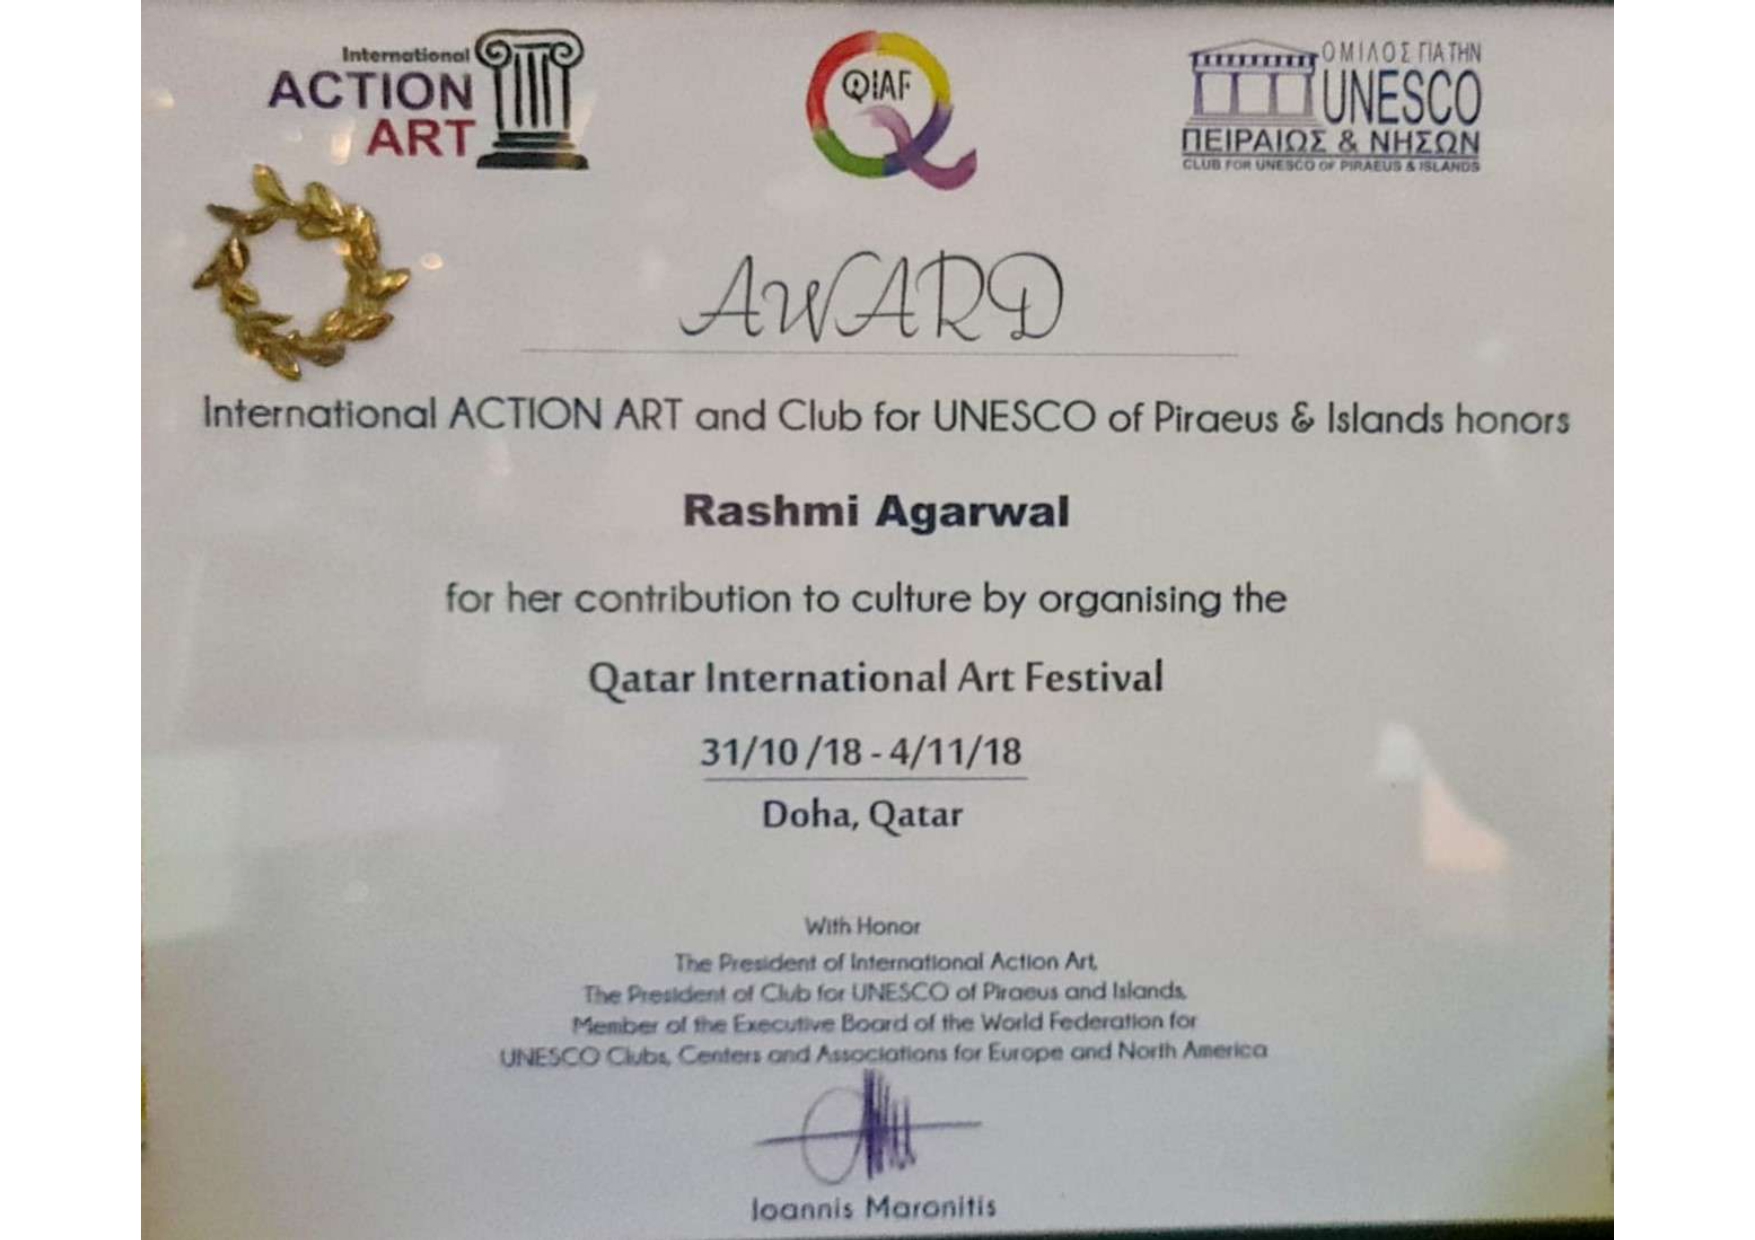 International
ACTION
ART
QIAF
ΟΜΙΛΟΣ ΓΙΑ ΤΗΝ
UNESCO
ΠΕΙΡΑΙΩΣ & ΝΗΣΩΝ
CLUB FOR UNESCO OF PIRAEUS & ISLANDS
AWARD
International ACTION ART and Club for UNESCO of Piraeus & Islands honors
Rashmi Agarwal
for her contribution to culture by organising the
Qatar International Art Festival
31/10 /18 - 4/11/18
Doha, Qatar
With Honor
The President of International Action Art,
The President of Club for UNESCO of Piraeus and Islands,
Member of the Executive Board of the World Federation for
UNESCO Clubs, Centers and Associations for Europe and North America
Ioannis Maronitis